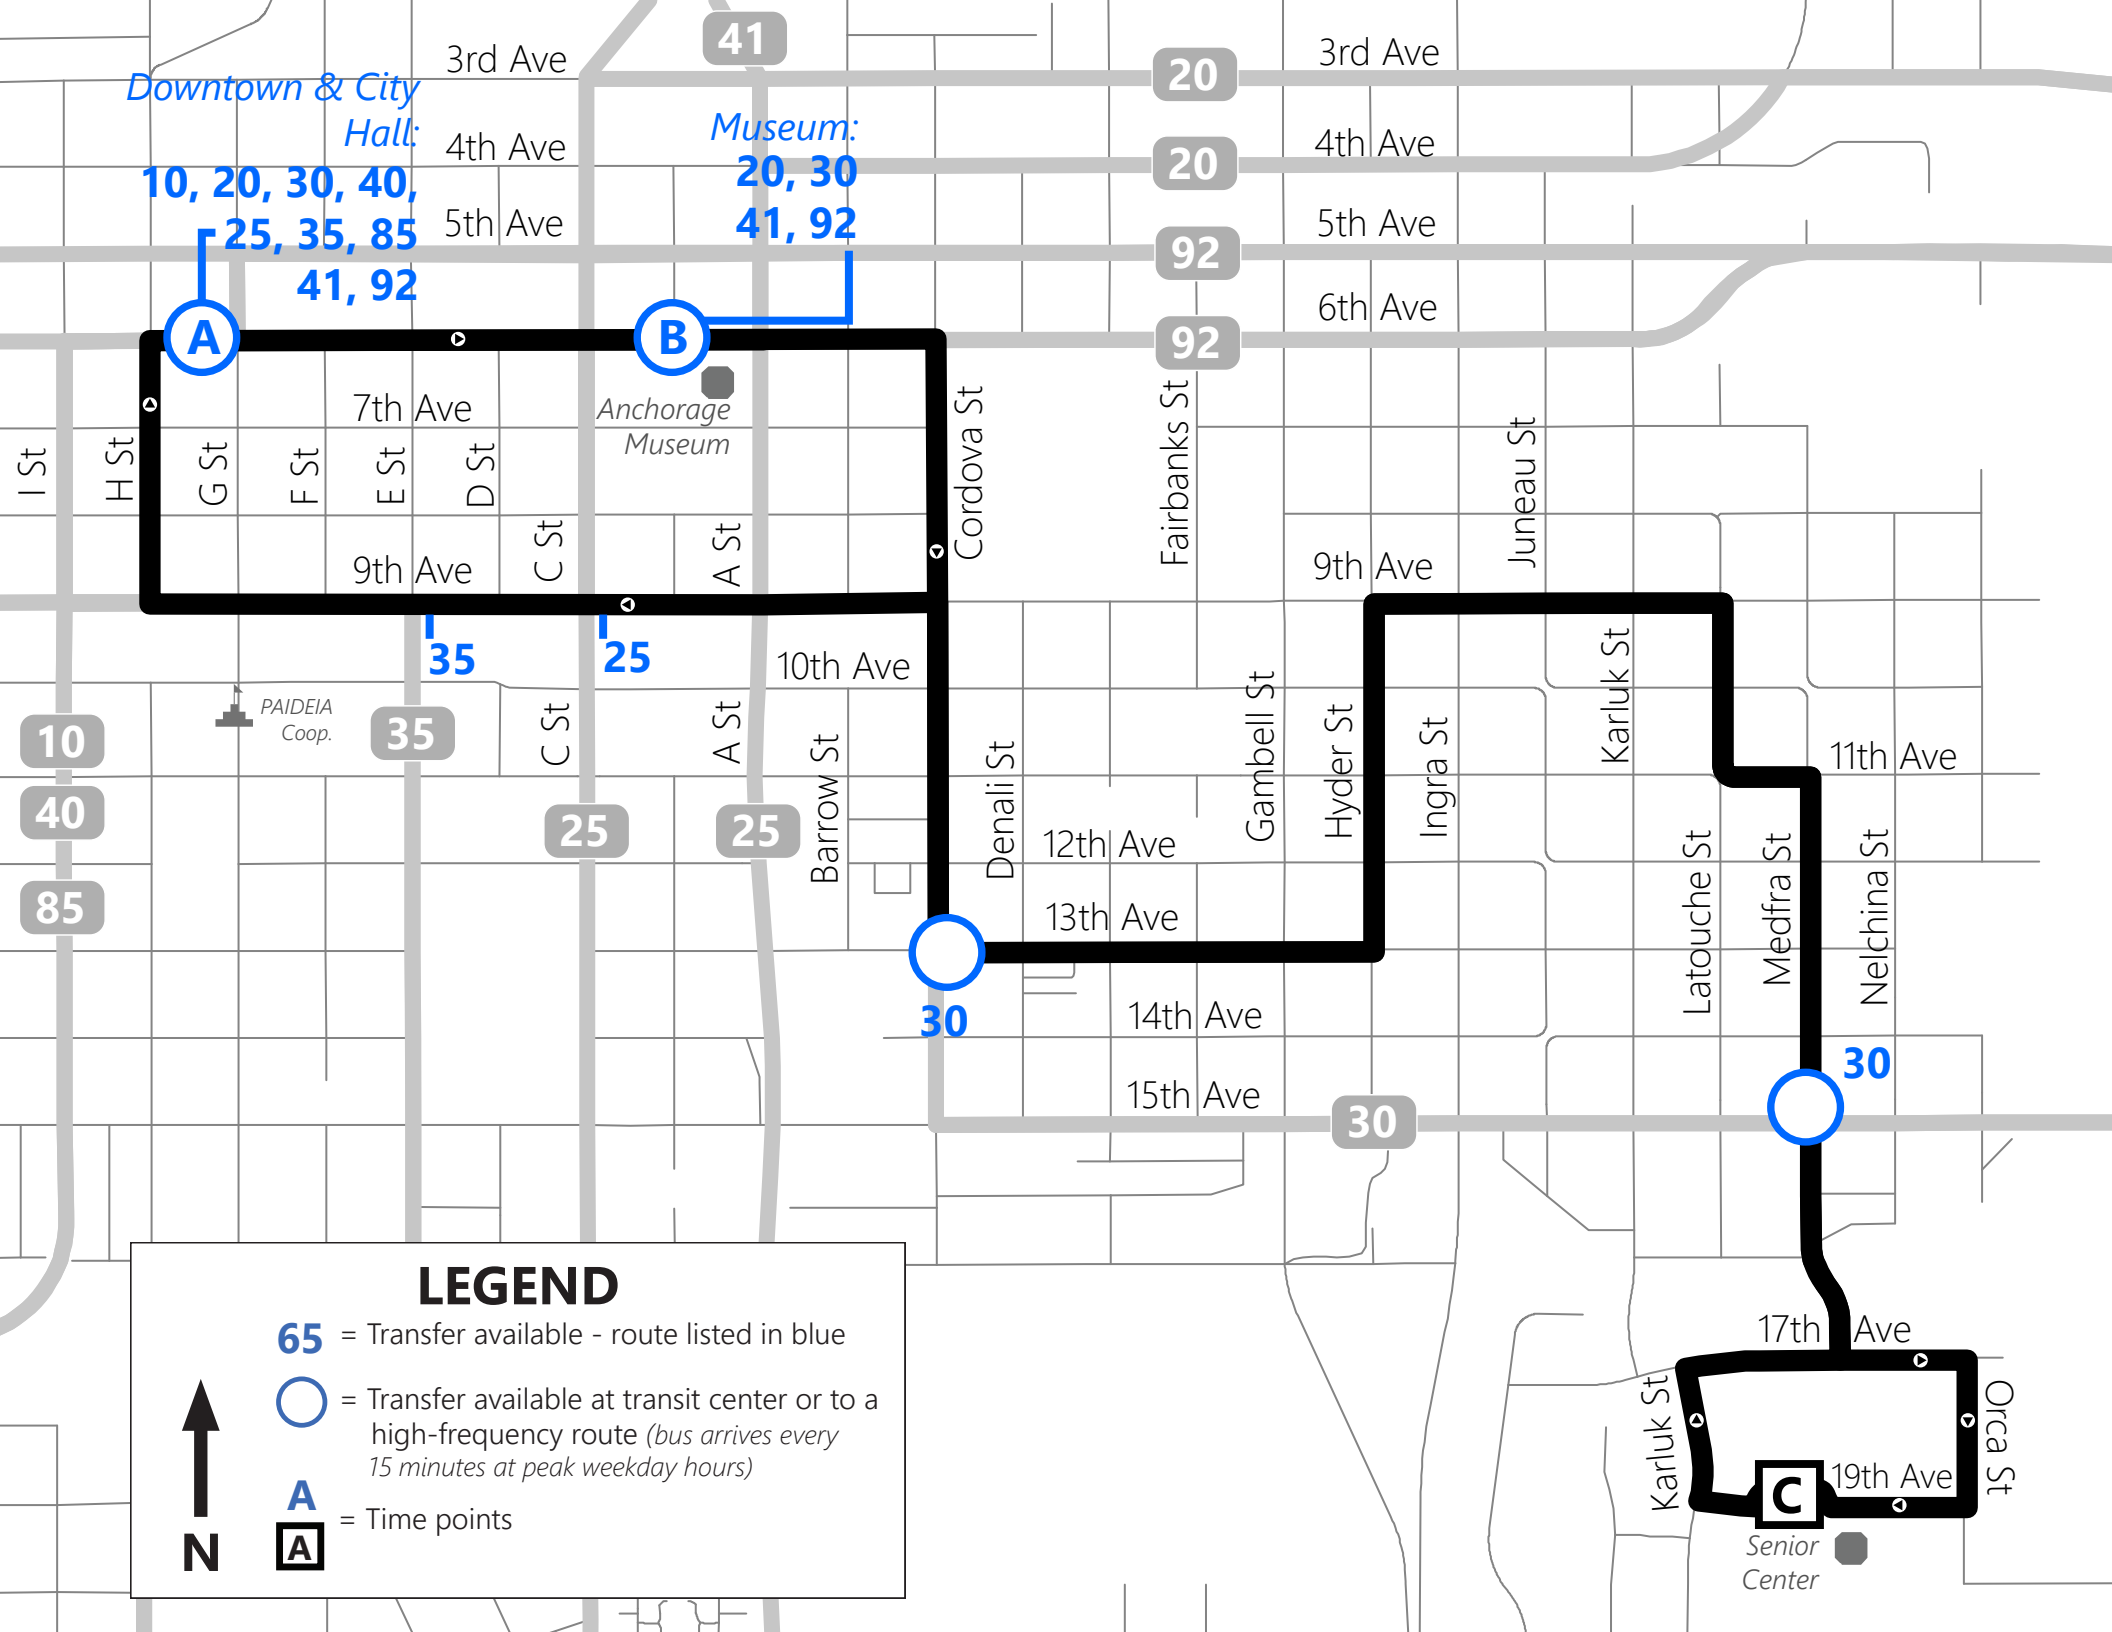 41
3rd Ave
20
3rd Ave
Downtown & City
Hall:
10, 20, 30, 40,
25, 35, 85
41, 92
4th Ave
Museum:
20, 30
41, 92
20
4th Ave
5th Ave
92
5th Ave
6th Ave
92
A
B
7th Ave
Anchorage
Museum
I St
H St
G St
F St
E St
D St
C St
A St
Cordova St
Fairbanks St
Juneau St
9th Ave
9th Ave
35
25
10th Ave
PAIDEIA
Coop.
10
40
85
35
C St
A St
25
25
Barrow St
Denali St
Gambell St
Hyder St
Ingra St
Karluk St
11th Ave
12th Ave
13th Ave
Latouche St
Medfra St
Nelchina St
30
14th Ave
30
15th Ave
30
17th Ave
Karluk St
Orca St
19th Ave
C
Senior
Center
LEGEND
65 = Transfer available - route listed in blue
= Transfer available at transit center or to a
high-frequency route (bus arrives every
15 minutes at peak weekday hours)
A
= Time points
A
N